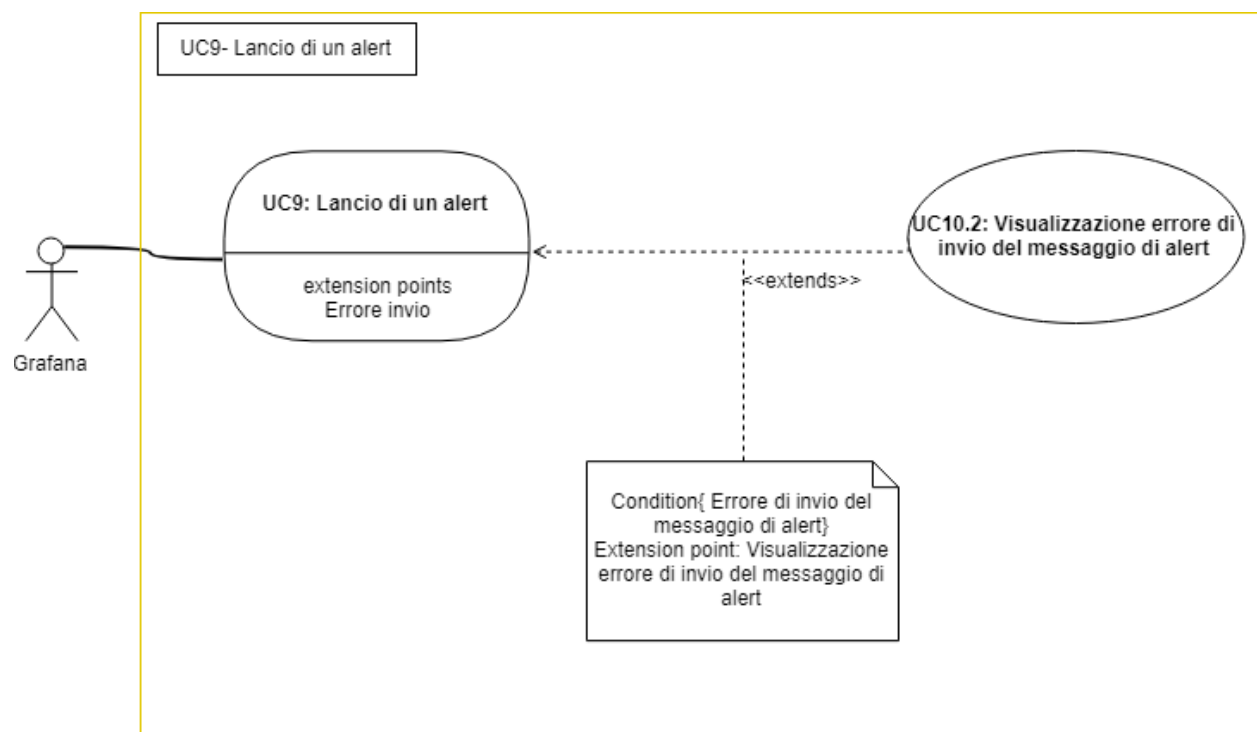 UC9- Lancio di un alert
UC9: Lancio di un alert
extension points
Errore invio
Grafana
UC10.2: Visualizzazione errore di
invio del messaggio di alert
<<extends>>
Condition{ Errore di invio del
messaggio di alert}
Extension point: Visualizzazione
errore di invio del messaggio di
alert